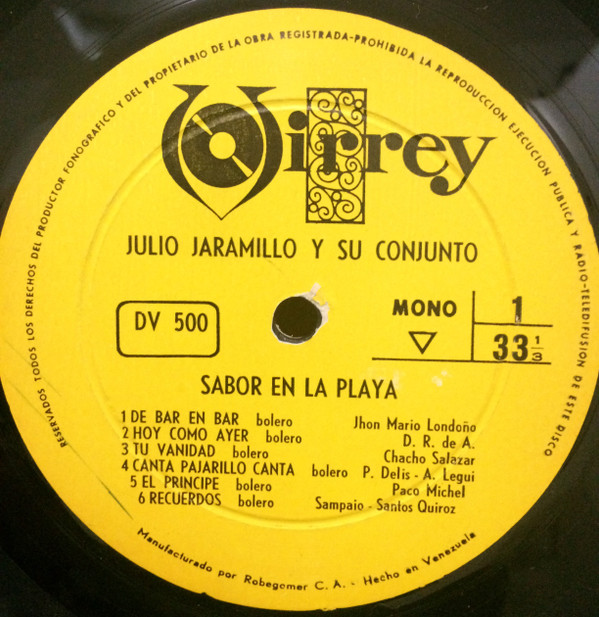 RESERVADOS TODOS LOS DERECHOS DEL PRODUCTOR FONOGRAFICO Y DEL PROPIETARIO DE LA OBRA REGISTRADA-PROHIBIDA LA REPRODUCCION EJECUCION PUBLICA Y RADIO-TELEDIFUSION DE ESTE DISCO
Virrey
JULIO JARAMILLO Y SU CONJUNTO
DV 500
MONO 1
33 1/3
SABOR EN LA PLAYA
1 DE BAR EN BAR bolero Jhon Mario Londoño
2 HOY COMO AYER bolero D. R. de A.
3 TU VANIDAD bolero Chacho Salazar
4 CANTA PAJARILLO CANTA bolero P. Delis - A. Legui
5 EL PRINCIPE bolero Paco Michel
6 RECUERDOS bolero Sampaio - Santos Quiroz
Manufacturado por Robegomer C. A. - Hecho en Venezuela